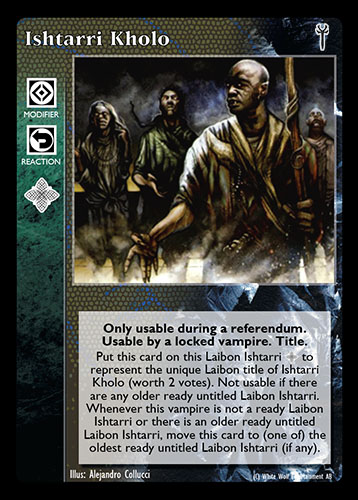 Ishtarri Kholo
MODIFIER
REACTION
Only usable during a referendum.
Usable by a locked vampire. Title.
Put this card on this Laibon Ishtarri to
represent the unique Laibon title of Ishtarri
Kholo (worth 2 votes). Not usable if there
are any older ready untitled Laibon Ishtarri.
Whenever this vampire is not a ready Laibon
Ishtarri or there is an older ready untitled
Laibon Ishtarri, move this card to (one of) the
oldest ready untitled Laibon Ishtarri (if any).
Illus: Alejandro Collucci
(C) White Wolf Entertainment AB